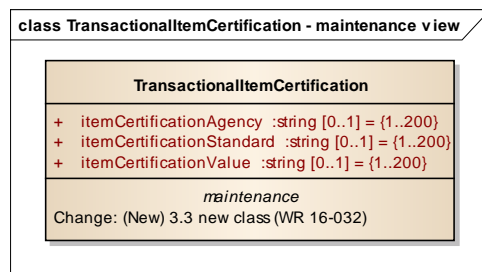 class TransactionalItemCertification - maintenance view
TransactionalItemCertification
+ itemCertificationAgency :string [0..1] = {1..200}
+ itemCertificationStandard :string [0..1] = {1..200}
+ itemCertificationValue :string [0..1] = {1..200}
maintenance
Change: (New) 3.3 new class (WR 16-032)